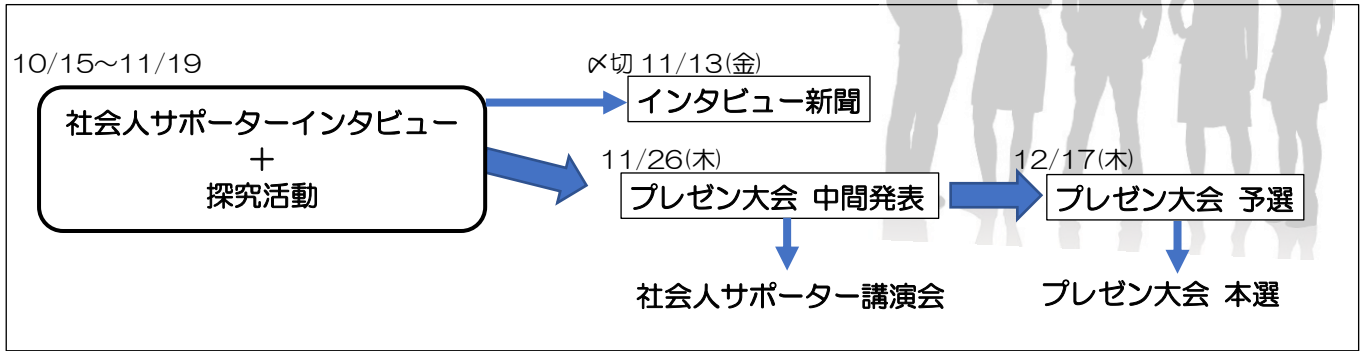 10/15～11/19
社会人サポーターインタビュー
＋
探究活動
〆切 11/13(金)
インタビュー新聞
11/26(木)
プレゼン大会 中間発表
社会人サポーター講演会
12/17(木)
プレゼン大会 予選
プレゼン大会 本選